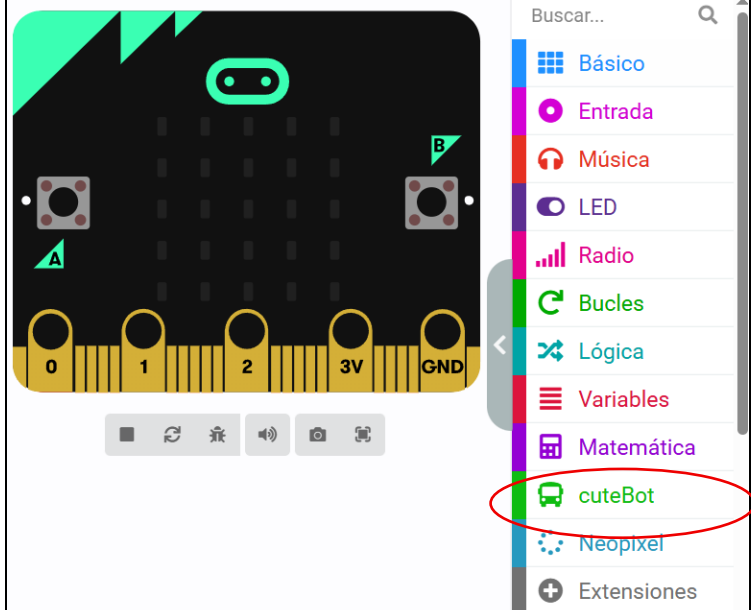 Buscar...
Básico
Entrada
Música
LED
Radio
Bucles
Lógica
Variables
Matemática
cuteBot
Neopixel
Extensiones
B
A
0 1 2 3V GND